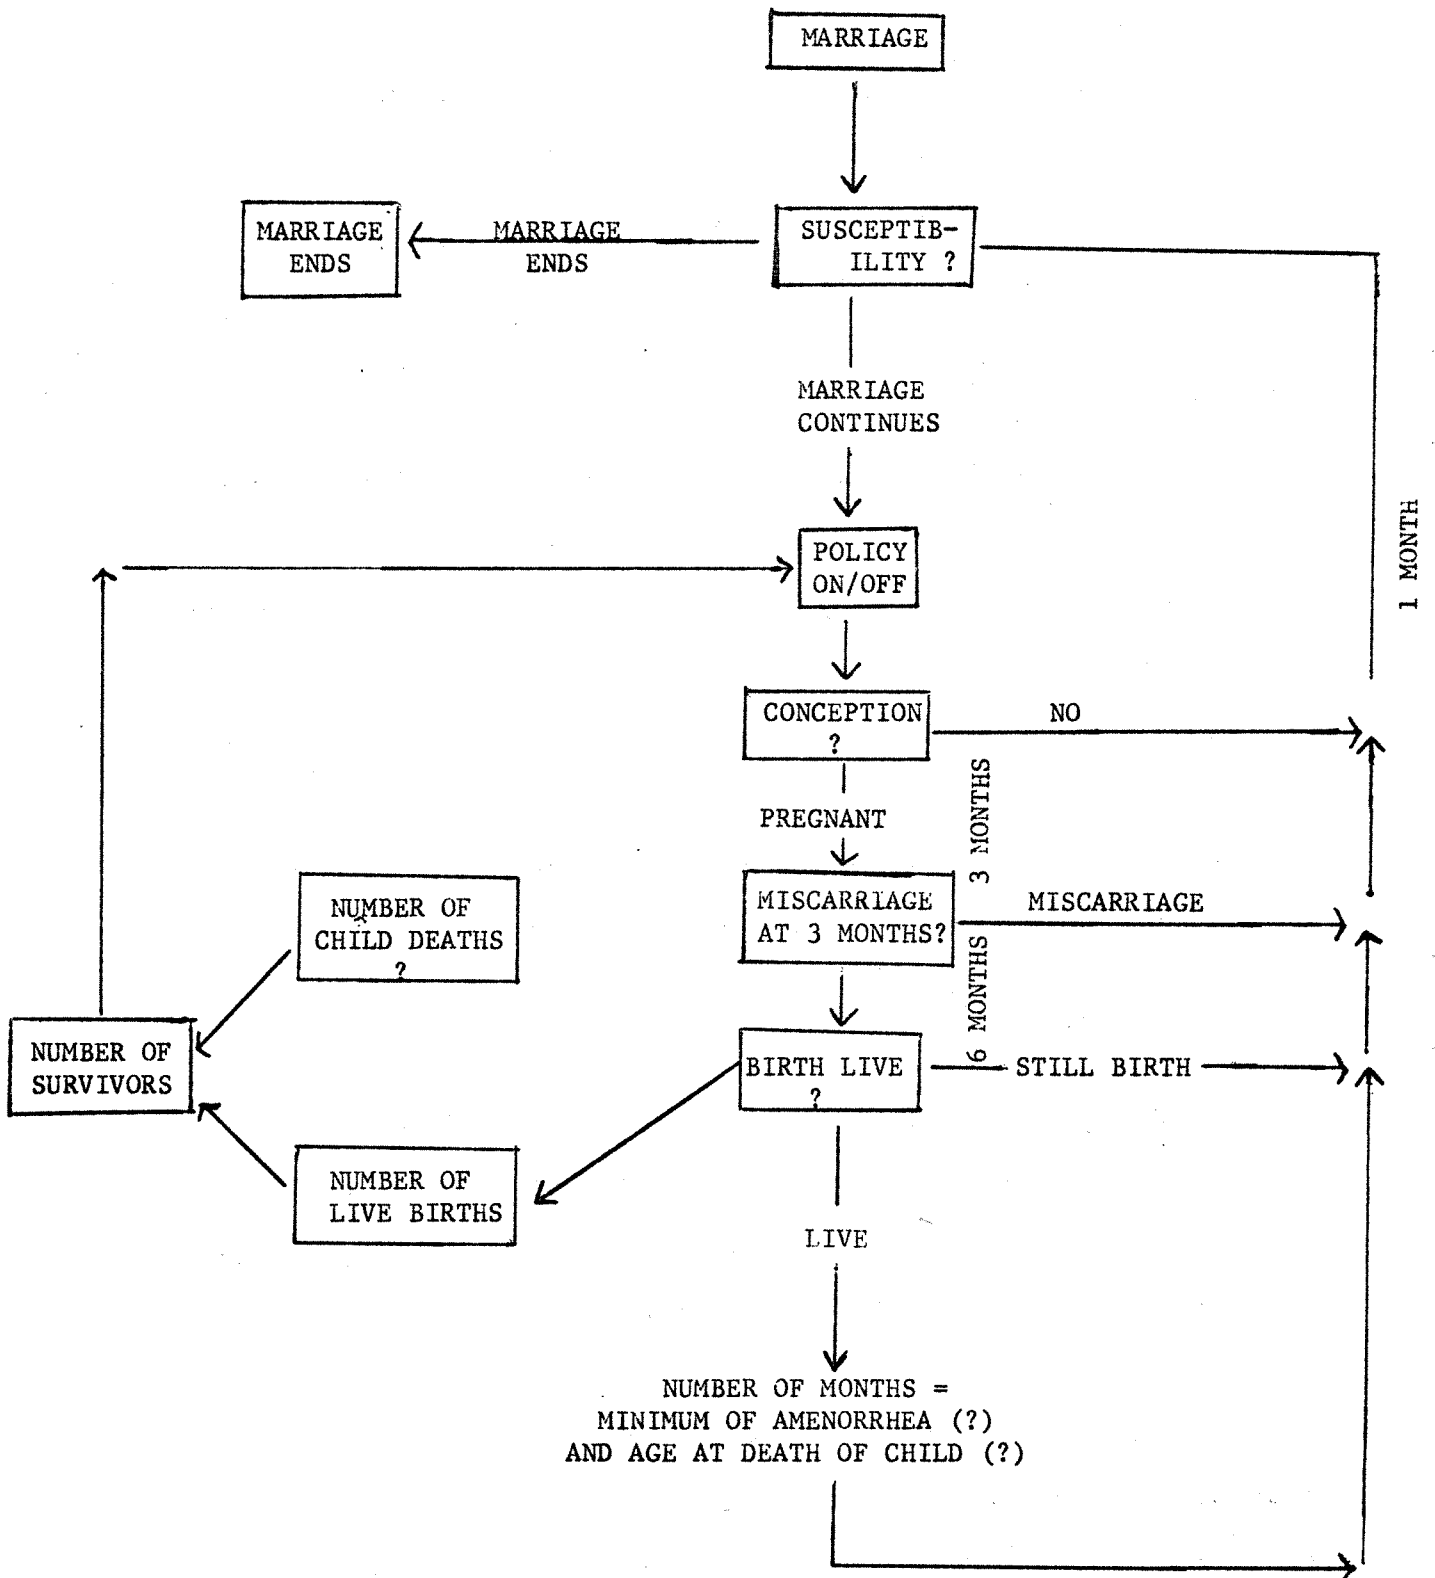 MARRIAGE
MARRIAGE
ENDS
MARRIAGE
ENDS
SUSCEPTIB-
ILITY ?
MARRIAGE
CONTINUES
POLICY
ON/OFF
1 MONTH
CONCEPTION
?
NO
PREGNANT
3 MONTHS
MISCARRIAGE
AT 3 MONTHS?
MISCARRIAGE
NUMBER OF
CHILD DEATHS
?
6 MONTHS
NUMBER OF
SURVIVORS
BIRTH LIVE
?
STILL BIRTH
NUMBER OF
LIVE BIRTHS
LIVE
NUMBER OF MONTHS =
MINIMUM OF AMENORRHEA (?)
AND AGE AT DEATH OF CHILD (?)